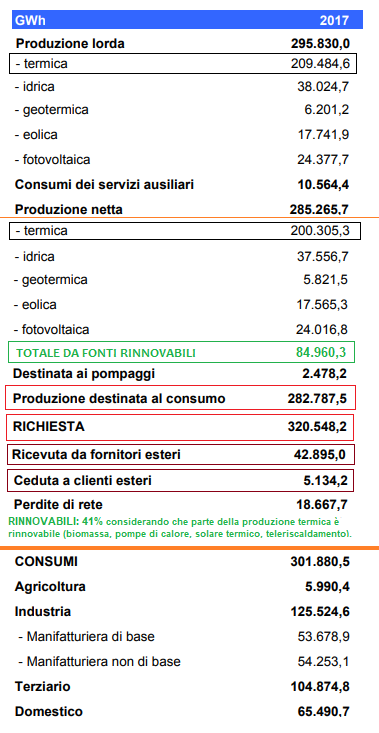 GWh 2017
Produzione lorda 295.830,0
- termica 209.484,6
- idrica 38.024,7
- geotermica 6.201,2
- eolica 17.741,9
- fotovoltaica 24.377,7
Consumi dei servizi ausiliari 10.564,4
Produzione netta 285.265,7
- termica 200.305,3
- idrica 37.556,7
- geotermica 5.821,5
- eolica 17.565,3
- fotovoltaica 24.016,8
TOTALE DA FONTI RINNOVABILI 84.960,3
Destinata ai pompaggi 2.478,2
Produzione destinata al consumo 282.787,5
RICHIESTA 320.548,2
Ricevuta da fornitori esteri 42.895,0
Ceduta a clienti esteri 5.134,2
Perdite di rete 18.667,7
RINNOVABILI: 41% considerando che parte della produzione termica è
rinnovabile (biomassa, pompe di calore, solare termico, teleriscaldamento).
CONSUMI 301.880,5
Agricoltura 5.990,4
Industria 125.524,6
- Manifatturiera di base 53.678,9
- Manifatturiera non di base 54.253,1
Terziario 104.874,8
Domestico 65.490,7